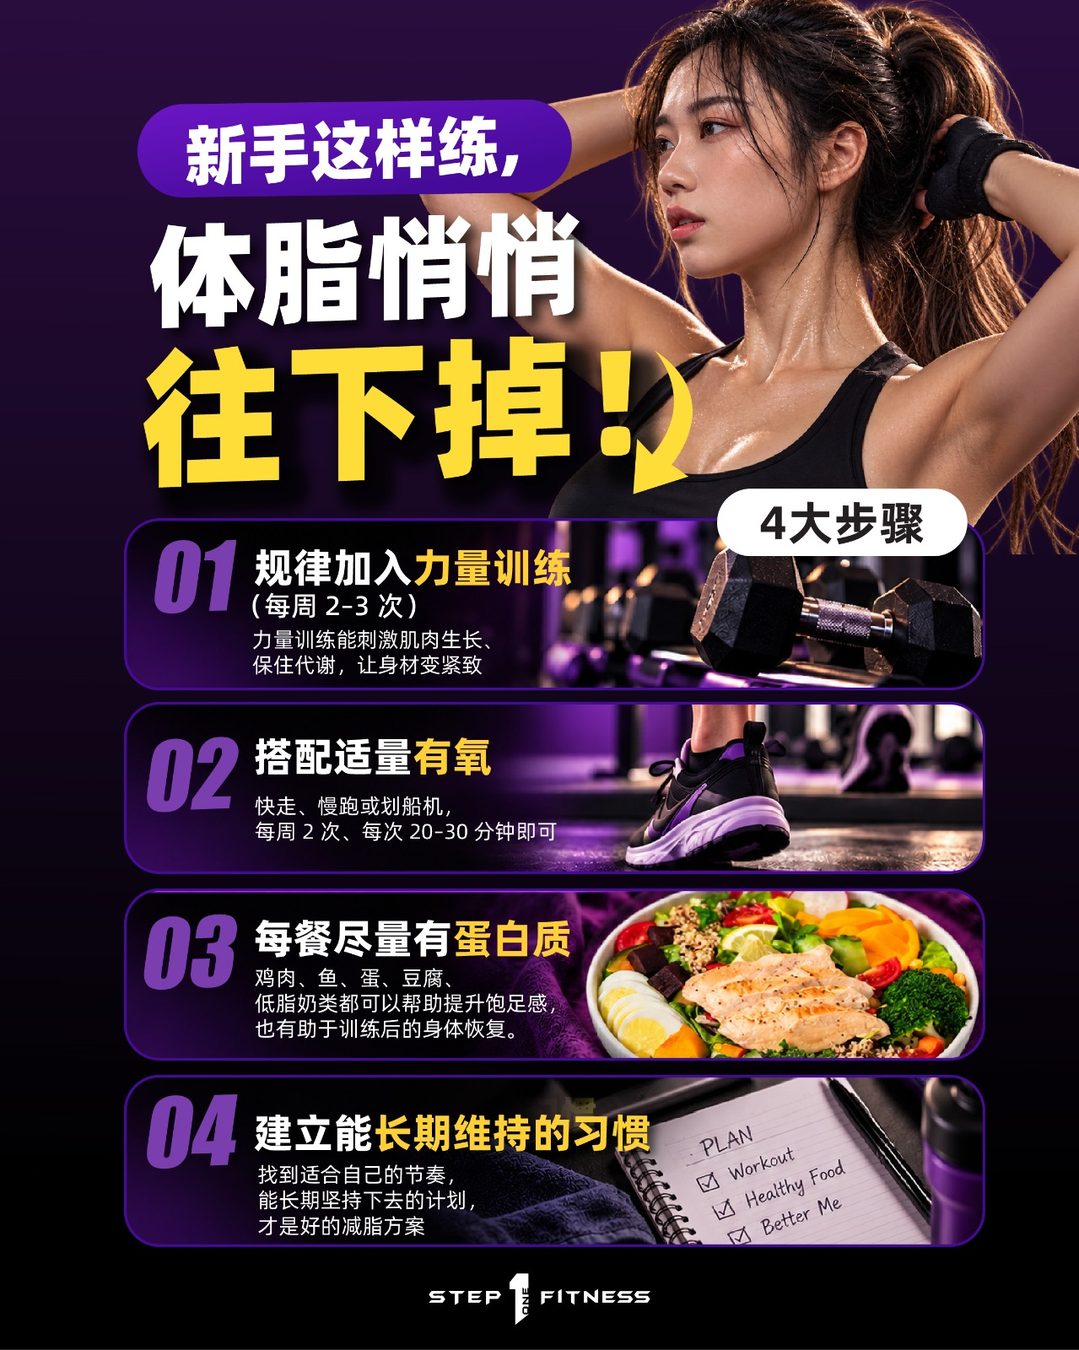 新手这样练,
体脂悄悄
往下掉!
4大步骤
01
规律加入力量训练
(每周 2-3 次)
力量训练能刺激肌肉生长、
保住代谢，让身材变紧致
02
搭配适量有氧
快走、慢跑或划船机，
每周 2 次、每次 20-30 分钟即可
03
每餐尽量有蛋白质
鸡肉、鱼、蛋、豆腐、
低脂奶类都可以帮助提升饱足感，
也有助于训练后的身体恢复。
04
建立能长期维持的习惯
找到适合自己的节奏，
能长期坚持下去的计划，
才是好的减脂方案
PLAN
Workout
Healthy Food
Better Me
STEP 1 ONE FITNESS